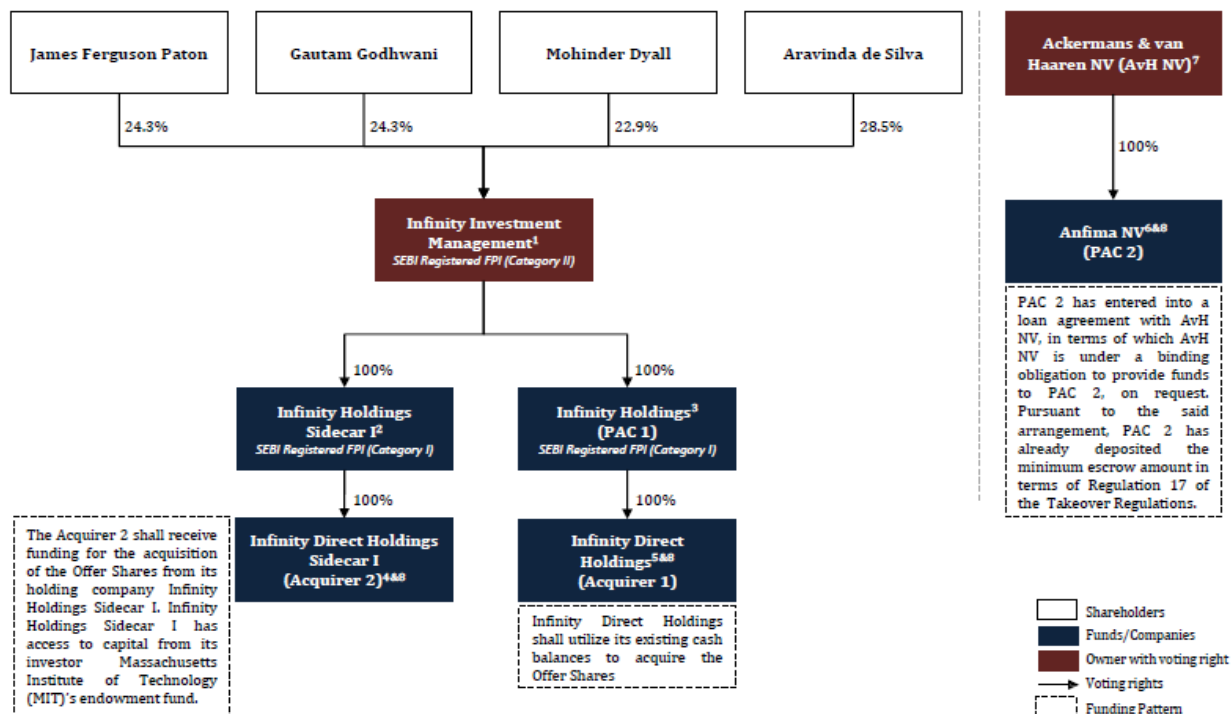 James Ferguson Paton
Gautam Godhwani
Mohinder Dyall
Aravinda de Silva
Ackermans & van
Haaren NV (AvH NV)⁷
24.3%
24.3%
22.9%
28.5%
100%
Infinity Investment
Management¹
SEBI Registered FPI (Category II)
Anfima NV⁶&⁸
(PAC 2)
PAC 2 has entered into a
loan agreement with AvH
NV, in terms of which AvH
NV is under a binding
obligation to provide funds
to PAC 2, on request.
Pursuant to the said
arrangement, PAC 2 has
already deposited the
minimum escrow amount in
terms of Regulation 17 of
the Takeover Regulations.
100%
100%
Infinity Holdings
Sidecar I²
SEBI Registered FPI (Category I)
Infinity Holdings³
(PAC 1)
SEBI Registered FPI (Category I)
100%
100%
The Acquirer 2 shall receive
funding for the acquisition
of the Offer Shares from its
holding company Infinity
Holdings Sidecar I. Infinity
Holdings Sidecar I has
access to capital from its
investor Massachusetts
Institute of Technology
(MIT)'s endowment fund.
Infinity Direct Holdings
Sidecar I
(Acquirer 2)⁴&⁸
Infinity Direct
Holdings⁵&⁸
(Acquirer 1)
Infinity Direct Holdings
shall utilize its existing cash
balances to acquire the
Offer Shares
Shareholders
Funds/Companies
Owner with voting right
Voting rights
Funding Pattern